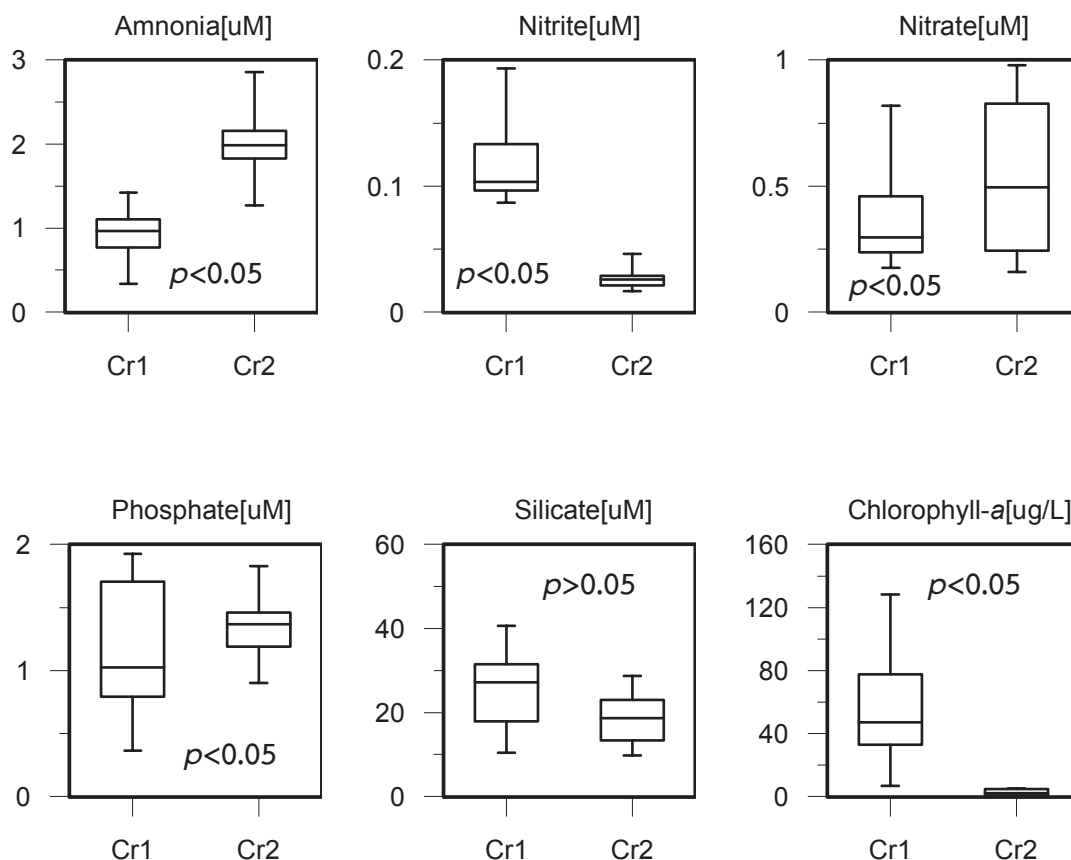 Amnonia[uM]
3
2
1
0
p<0.05
Cr1 Cr2
Nitrite[uM]
0.2
0.1
0
p<0.05
Cr1 Cr2
Nitrate[uM]
1
0.5
0
p<0.05
Cr1 Cr2
Phosphate[uM]
2
1
0
p<0.05
Cr1 Cr2
Silicate[uM]
60
40
20
0
p>0.05
Cr1 Cr2
Chlorophyll-a[ug/L]
160
120
80
40
0
p<0.05
Cr1 Cr2